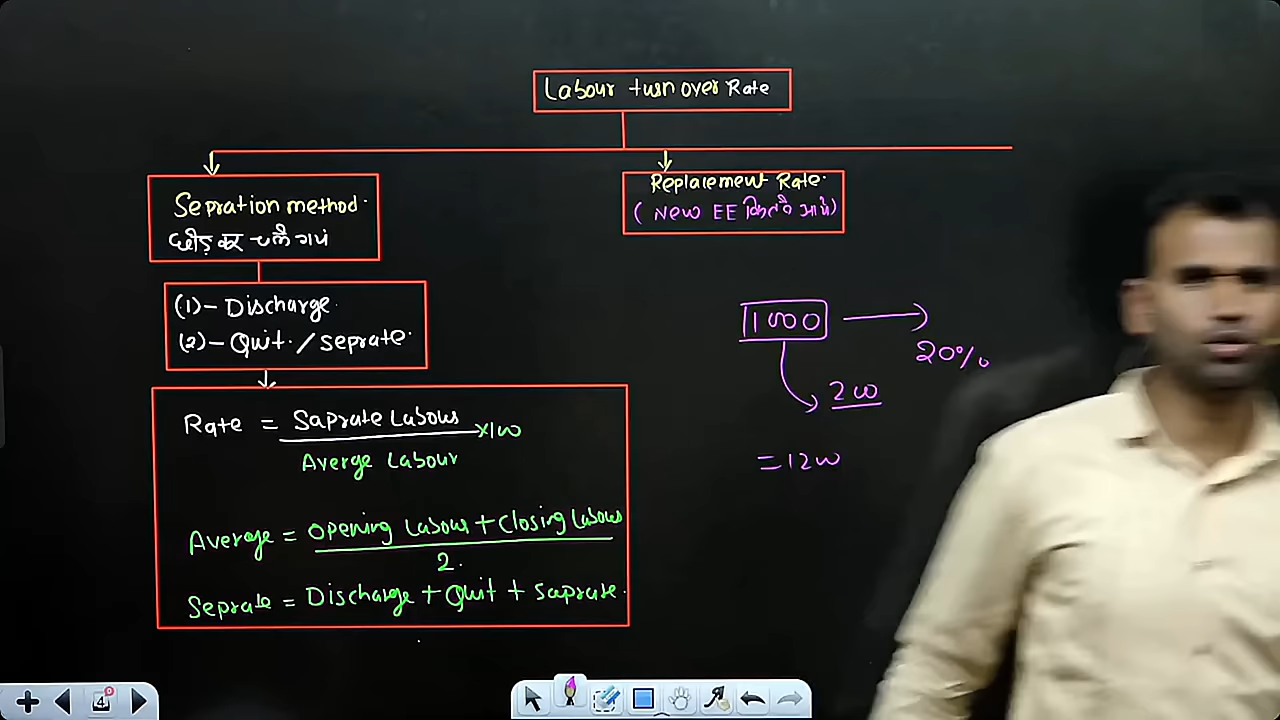 Labour turnover Rate
Sepration method.
छोड़ कर चले गये
(1)- Discharge.
(2)- Quit./seprate.
Rate = Saprate Labour ×100
Averge Labour
Average = Opening Labour + Closing Labour
2.
Seprate = Discharge + Quit + Saprate.
Replacement Rate.
( New EE कितने आये)
1000
20%
200
=1200
4